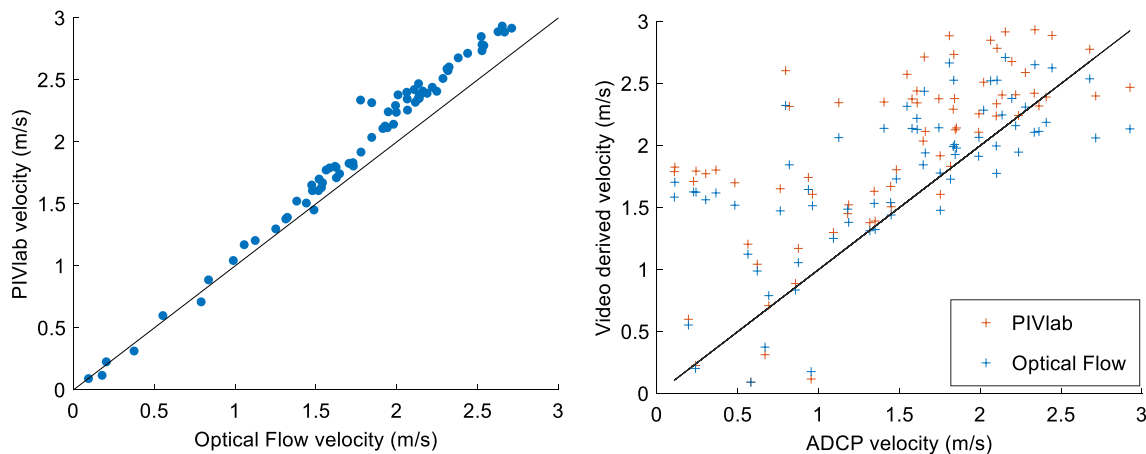 3
2.5
2
1.5
1
0.5
0
PIVlab velocity (m/s)
0 0.5 1 1.5 2 2.5 3
Optical Flow velocity (m/s)
3
2.5
2
1.5
1
0.5
0
Video derived velocity (m/s)
PIVlab
Optical Flow
0 0.5 1 1.5 2 2.5 3
ADCP velocity (m/s)